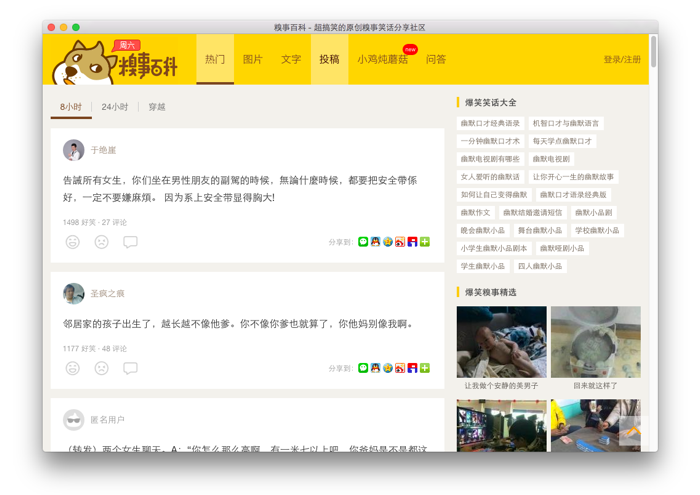 糗事百科 - 超搞笑的原创糗事笑话分享社区
周六
糗事百科
热门 图片 文字 投稿 小鸡炖蘑菇 new 问答
登录/注册
8小时 24小时 穿越
于绝崖
告誡所有女生，你们坐在男性朋友的副駕的時候，無論什麼時候，都要把安全帶係
好，一定不要嫌麻煩。 因为系上安全带显得胸大!
1498 好笑 · 27 评论
分享到：
圣疯之痕
邻居家的孩子出生了，越长越不像他爹。你不像你爹也就算了，你他妈别像我啊。
1177 好笑 · 48 评论
分享到：
匿名用户
（转发）两个女生聊天。A："你怎么那么高啊，有一米七以上吧，你爸妈是不是都这
爆笑笑话大全
幽默口才经典语录 机智口才与幽默语言
一分钟幽默口才术 每天学点幽默口才
幽默电视剧有哪些 幽默电视剧
女人爱听的幽默话 让你开心一生的幽默故事
如何让自己变得幽默 幽默口才语录经典版
幽默作文 幽默结婚邀请短信 幽默小品剧
晚会幽默小品 舞台幽默小品 学校幽默小品
小学生幽默小品剧本 幽默哑剧小品
学生幽默小品 四人幽默小品
爆笑糗事精选
让我做个安静的美男子 回来就这样了